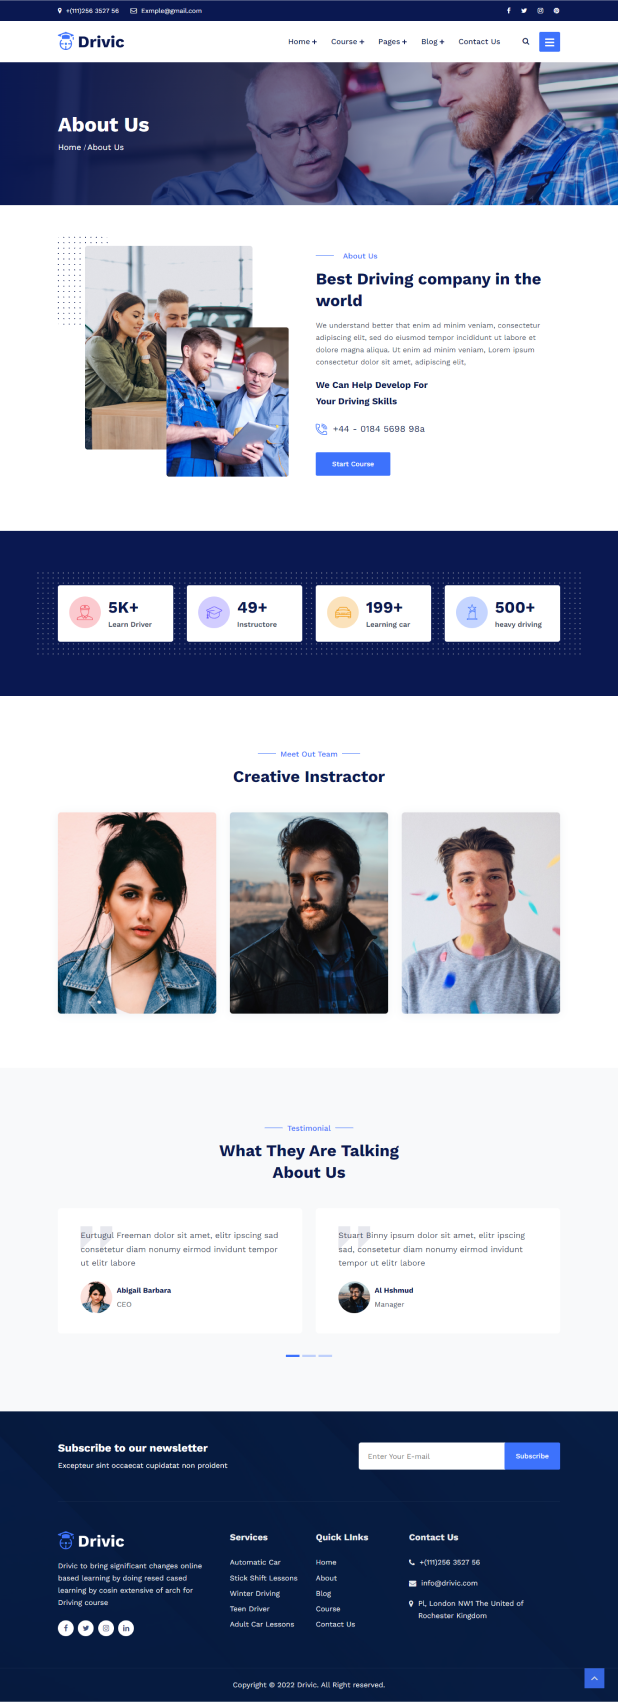 +(111)256 3527 56 Exmple@gmail.com
Drivic
Home + Course + Pages + Blog + Contact Us
About Us
Home / About Us
About Us
Best Driving company in the
world
We understand better that enim ad minim veniam, consectetur
adipiscing elit, sed do eiusmod tempor incididunt ut labore et
dolore magna aliqua. Ut enim ad minim veniam, Lorem ipsum
consectetur dolor sit amet, adipiscing elit,
We Can Help Develop For
Your Driving Skills
+44 - 0184 5698 98a
Start Course
5K+
Learn Driver
49+
Instructore
199+
Learning car
500+
heavy driving
Meet Out Team
Creative Instractor
Testimonial
What They Are Talking
About Us
Eurtugul Freeman dolor sit amet, elitr ipscing sad
consetetur diam nonumy eirmod invidunt tempor
ut elitr labore
Abigail Barbara
CEO
Stuart Binny ipsum dolor sit amet, elitr ipscing
sad, consetetur diam nonumy eirmod invidunt
tempor ut elitr labore
Al Hshmud
Manager
Subscribe to our newsletter
Excepteur sint occaecat cupidatat non proident
Enter Your E-mail
Subscribe
Drivic
Drivic to bring significant changes online
based learning by doing resed cased
learning by cosin extensive of arch for
Driving course
Services
Automatic Car
Stick Shift Lessons
Winter Driving
Teen Driver
Adult Car Lessons
Quick LInks
Home
About
Blog
Course
Contact Us
Contact Us
+(111)256 3527 56
info@drivic.com
Pl, London NW1 The United of
Rochester Kingdom
Copyright © 2022 Drivic. All Right reserved.